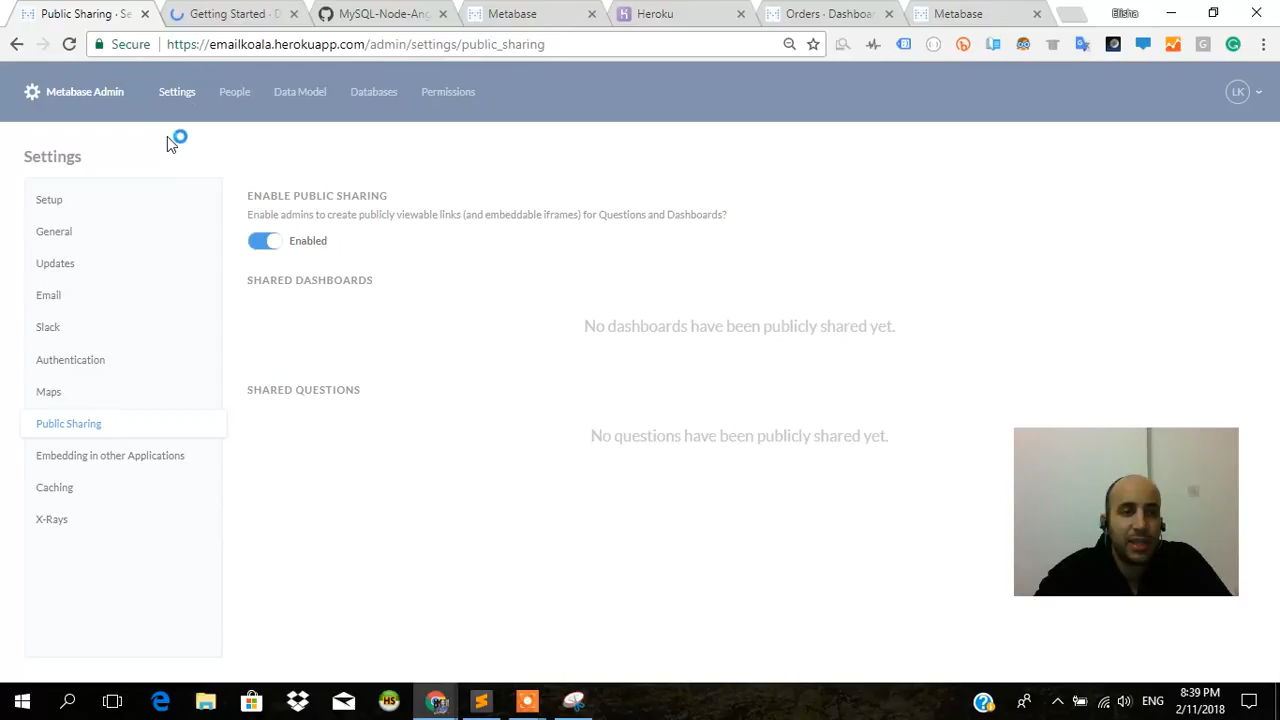 Public Sharing · Se
Getting Started · D
MySQL-Node-Ang
Metabase
Heroku
Orders · Dashboar
Metabase
Elisha
Secure
https://emailkoala.herokuapp.com/admin/settings/public_sharing
Metabase Admin
Settings
People
Data Model
Databases
Permissions
LK
Settings
Setup
General
Updates
Email
Slack
Authentication
Maps
Public Sharing
Embedding in other Applications
Caching
X-Rays
ENABLE PUBLIC SHARING
Enable admins to create publicly viewable links (and embeddable iframes) for Questions and Dashboards?
Enabled
SHARED DASHBOARDS
No dashboards have been publicly shared yet.
SHARED QUESTIONS
No questions have been publicly shared yet.
HS
ENG
8:39 PM
2/11/2018